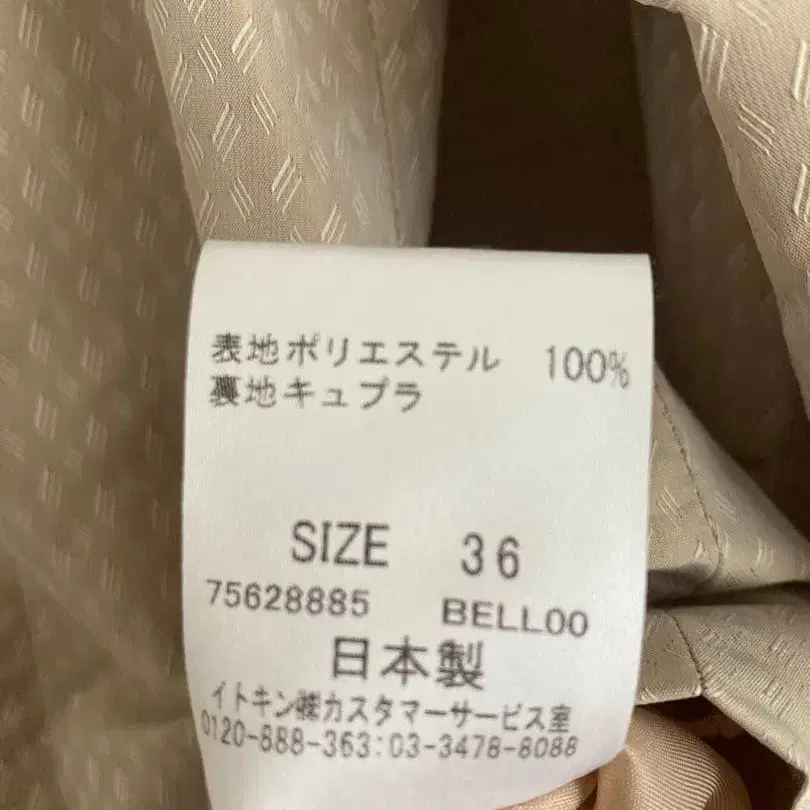 表地ポリエステル 100%
裏地キュプラ
SIZE 36
75628885 BELL00
日本製
イトキン㈱カスタマーサービス室
0120-888-363:03-3478-8088